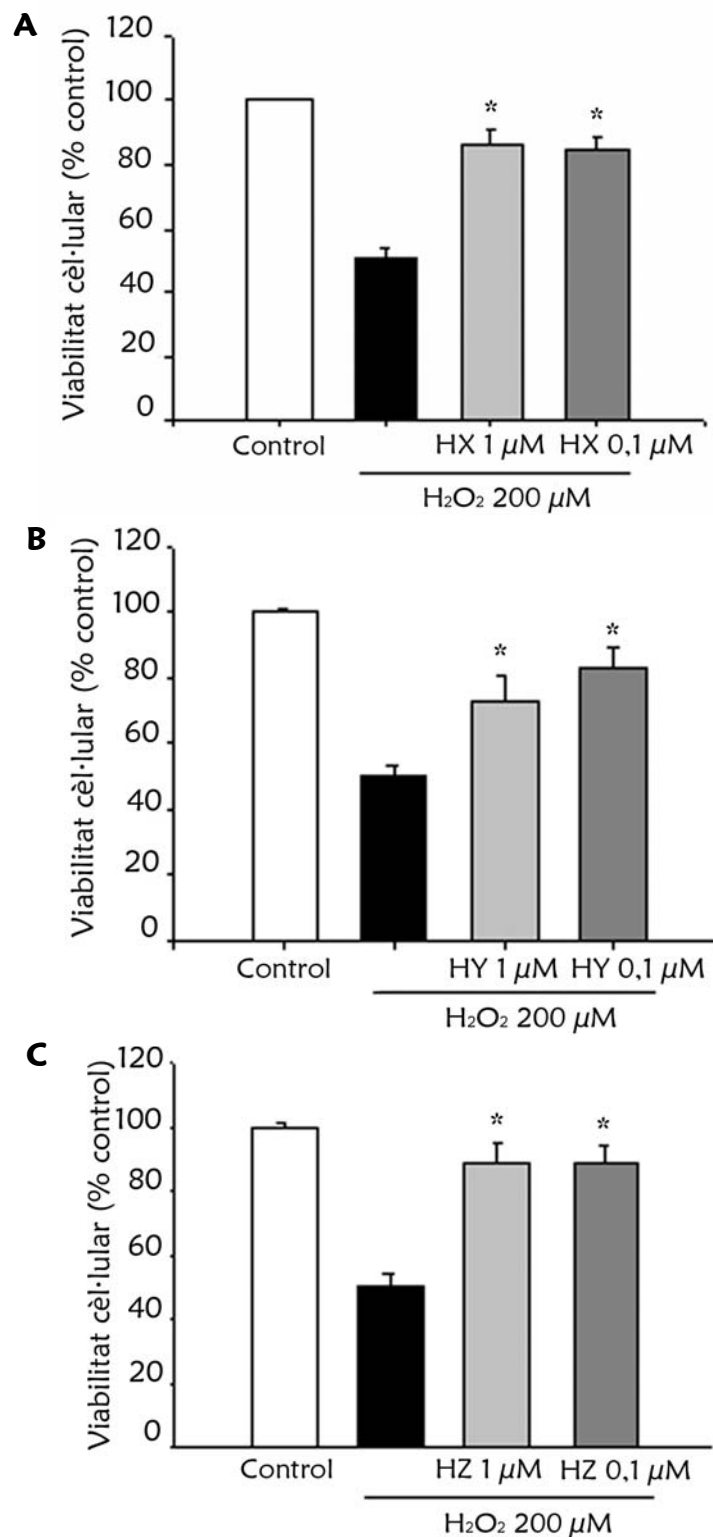 A
Viabilitat cèl·lular (% control)
120
100
80
60
40
20
0
*
*
Control
HX 1 µM
HX 0,1 µM
H₂O₂ 200 µM
B
Viabilitat cèl·lular (% control)
120
100
80
60
40
20
0
*
*
Control
HY 1 µM
HY 0,1 µM
H₂O₂ 200 µM
C
Viabilitat cèl·lular (% control)
120
100
80
60
40
20
0
*
*
Control
HZ 1 µM
HZ 0,1 µM
H₂O₂ 200 µM